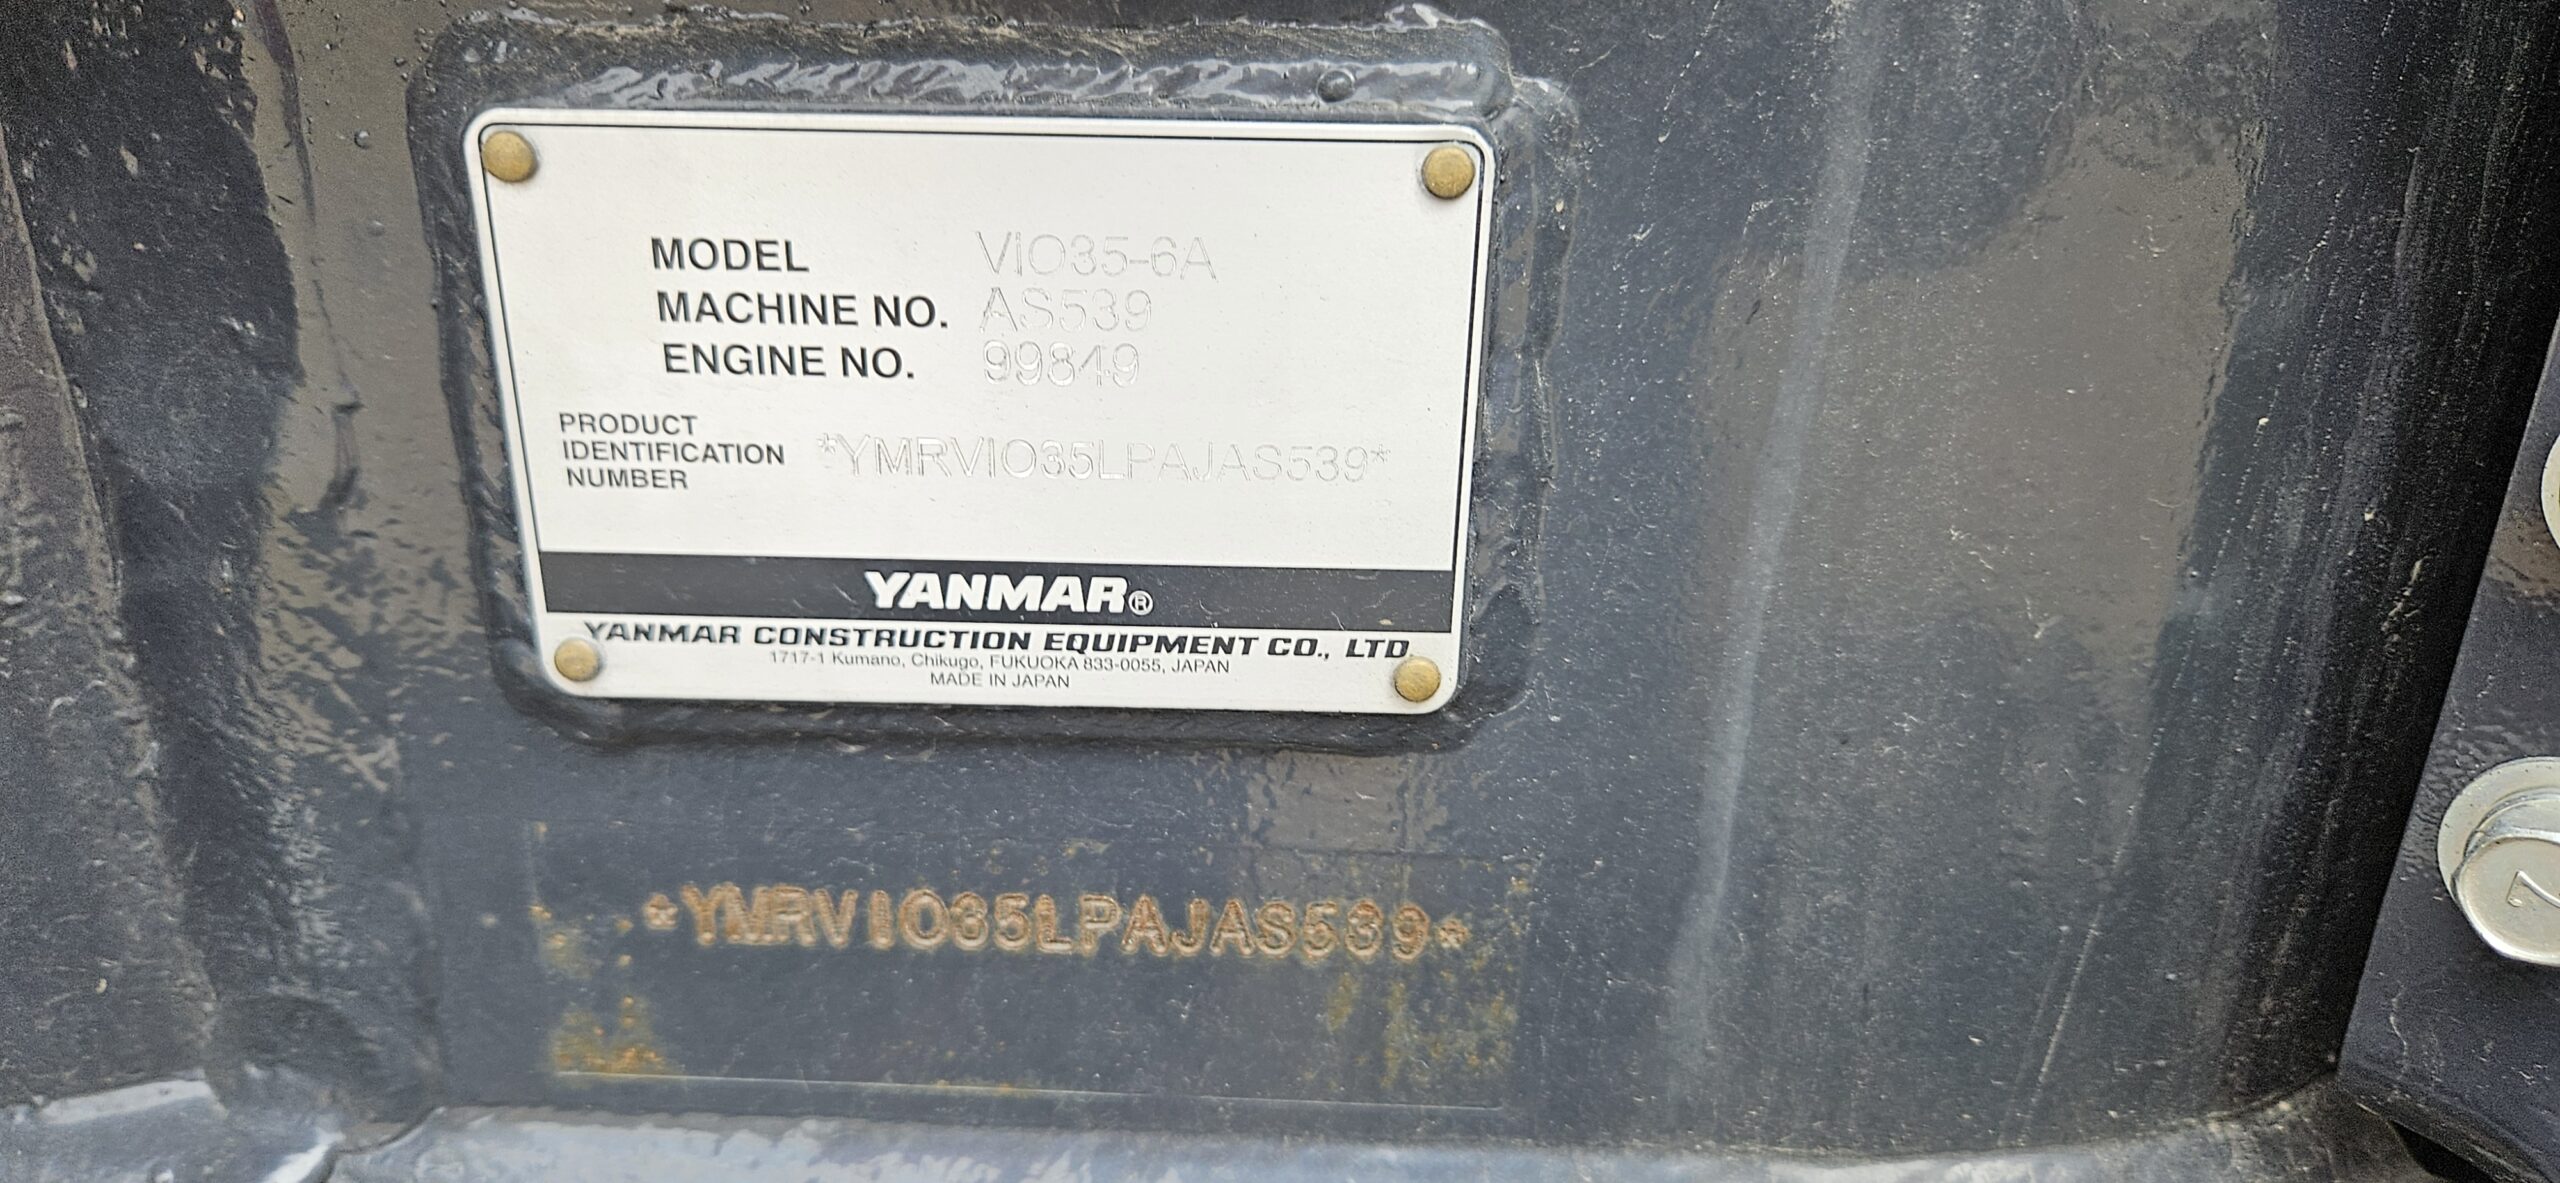 MODEL ViO35-6A
MACHINE NO. AS539
ENGINE NO. 99849
PRODUCT
IDENTIFICATION
NUMBER
*YMRVIO35LPAJAS539*
YANMAR®
YANMAR CONSTRUCTION EQUIPMENT CO., LTD.
1717-1 Kumano, Chikugo, FUKUOKA 833-0055, JAPAN
MADE IN JAPAN
*YMRVIO35LPAJAS539*
7